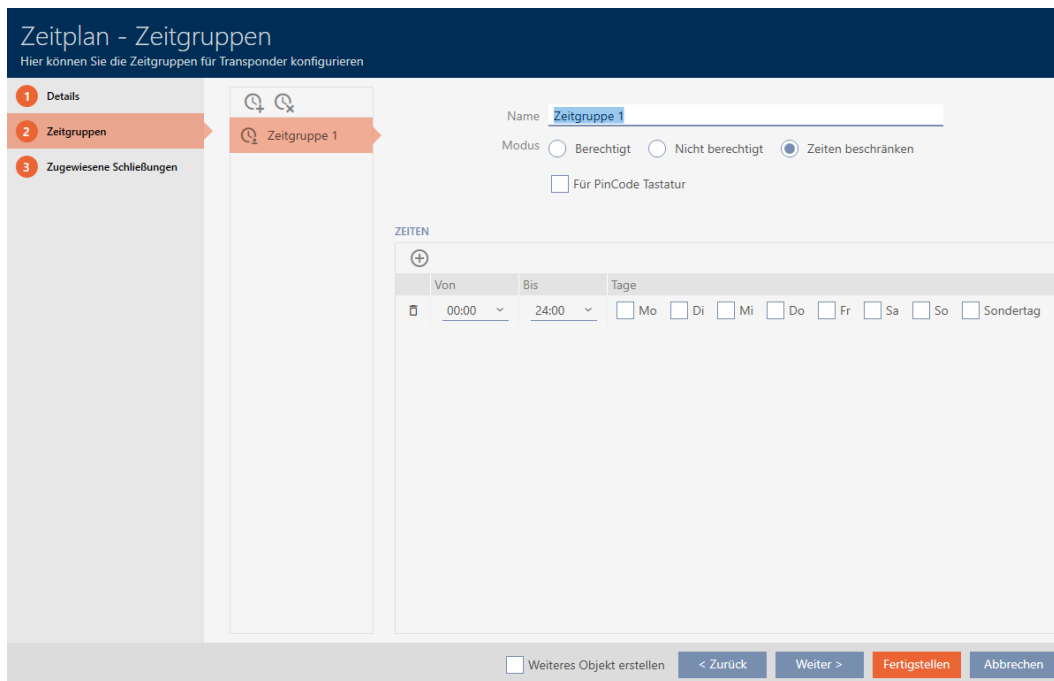 Zeitplan - Zeitgruppen
Hier können Sie die Zeitgruppen für Transponder konfigurieren
1 Details
2 Zeitgruppen
3 Zugewiesene Schließungen
Zeitgruppe 1
Name Zeitgruppe 1
Modus Berechtigt Nicht berechtigt Zeiten beschränken
Für PinCode Tastatur
ZEITEN
Von Bis Tage
00:00 24:00 Mo Di Mi Do Fr Sa So Sondertag
Weiteres Objekt erstellen < Zurück Weiter > Fertigstellen Abbrechen